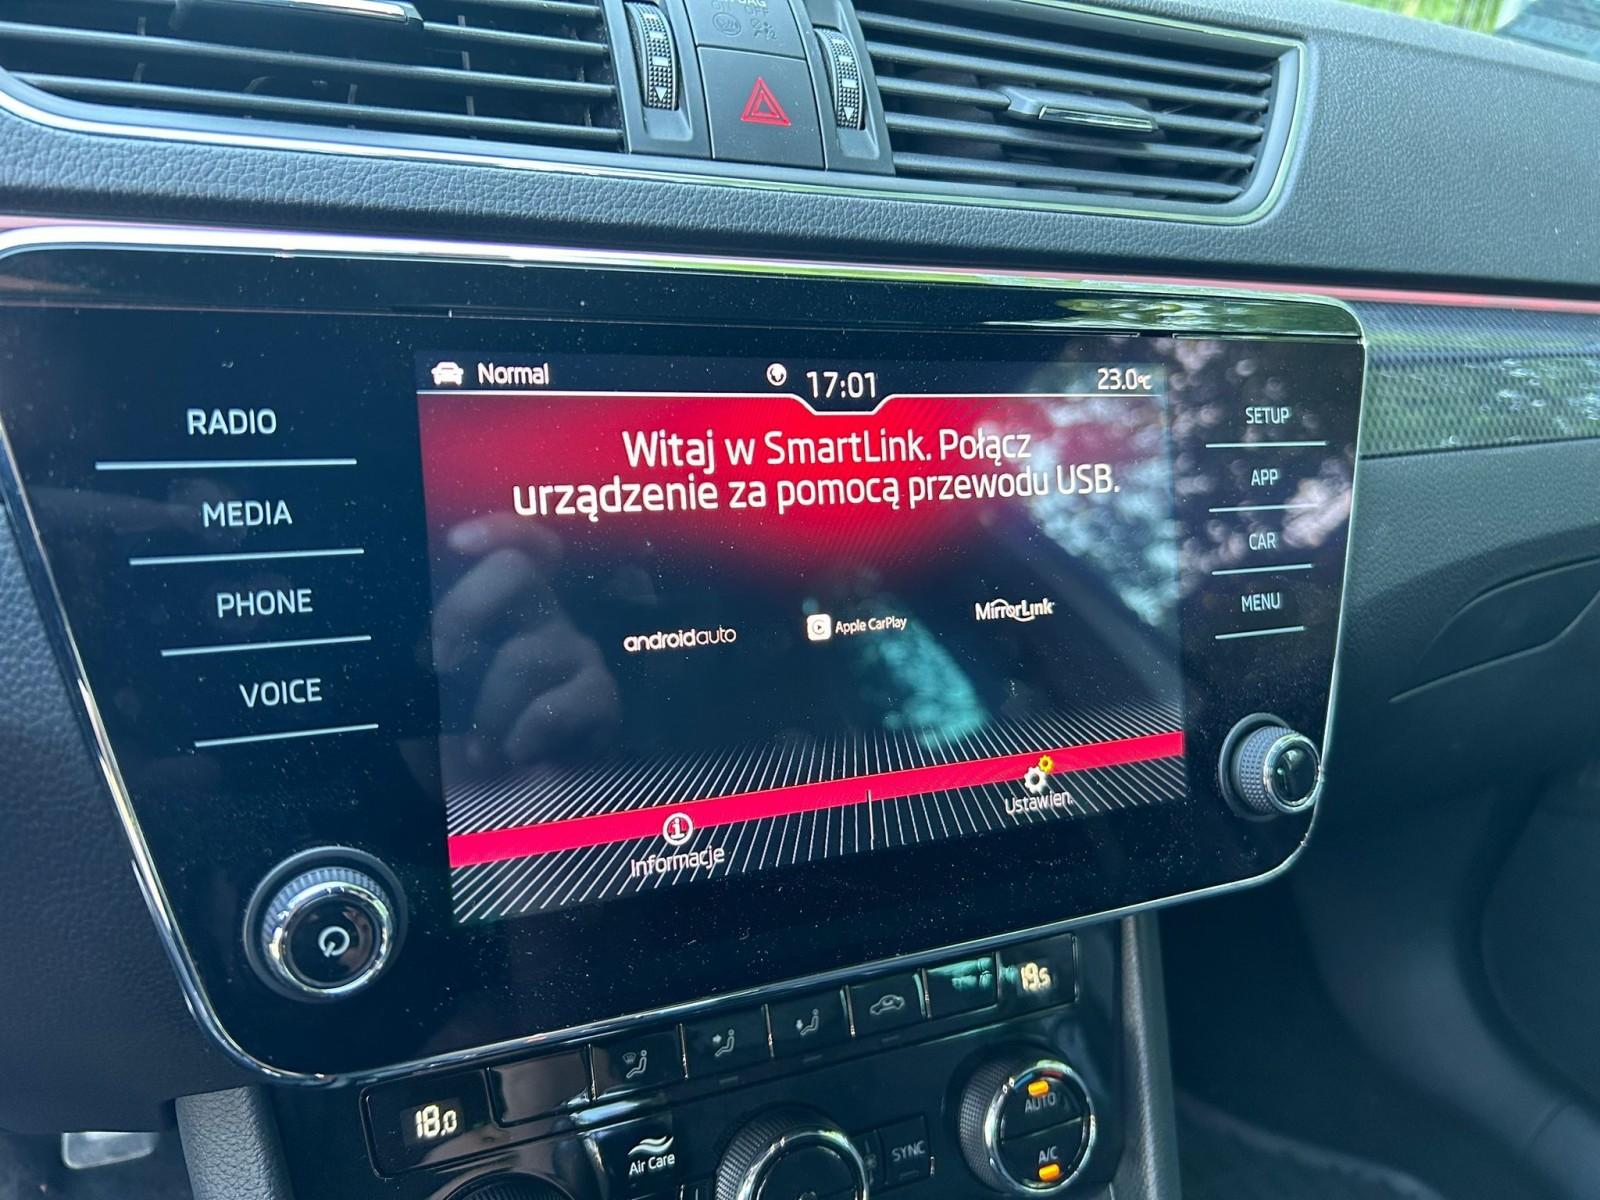 OFF
RADIO
MEDIA
PHONE
VOICE
Normal
17:01
23.0°C
Witaj w SmartLink. Połącz
urządzenie za pomocą przewodu USB.
androidauto
Apple CarPlay
MirrorLink
Informacje
Ustawien.
SETUP
APP
CAR
MENU
18.0
19.5
Air Care
SYNC
AUTO
A/C